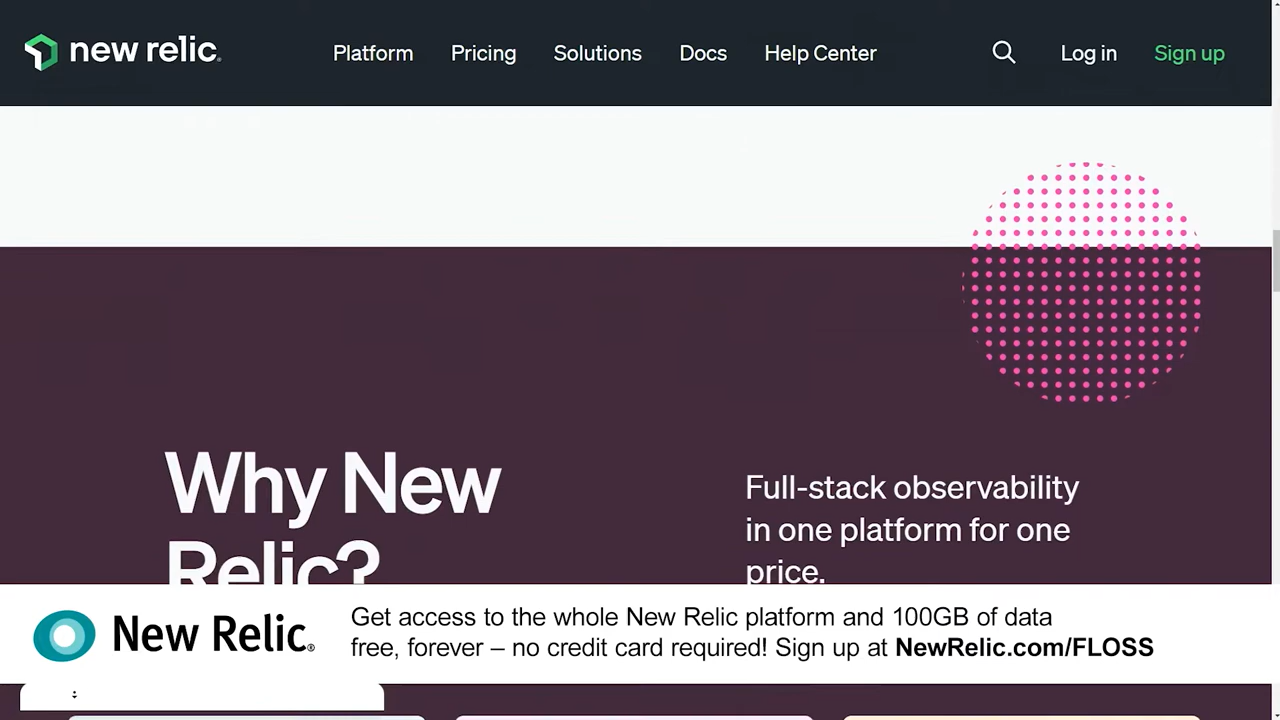 new relic.
Platform
Pricing
Solutions
Docs
Help Center
Log in
Sign up
Why New
Relic?
Full-stack observability
in one platform for one
price.
New Relic®
Get access to the whole New Relic platform and 100GB of data
free, forever – no credit card required! Sign up at NewRelic.com/FLOSS